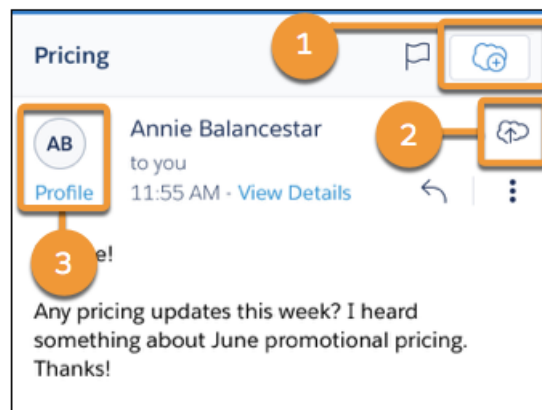 Pricing
1
AB
Annie Balancestar
2
to you
Profile
11:55 AM - View Details
3
e!
Any pricing updates this week? I heard
something about June promotional pricing.
Thanks!